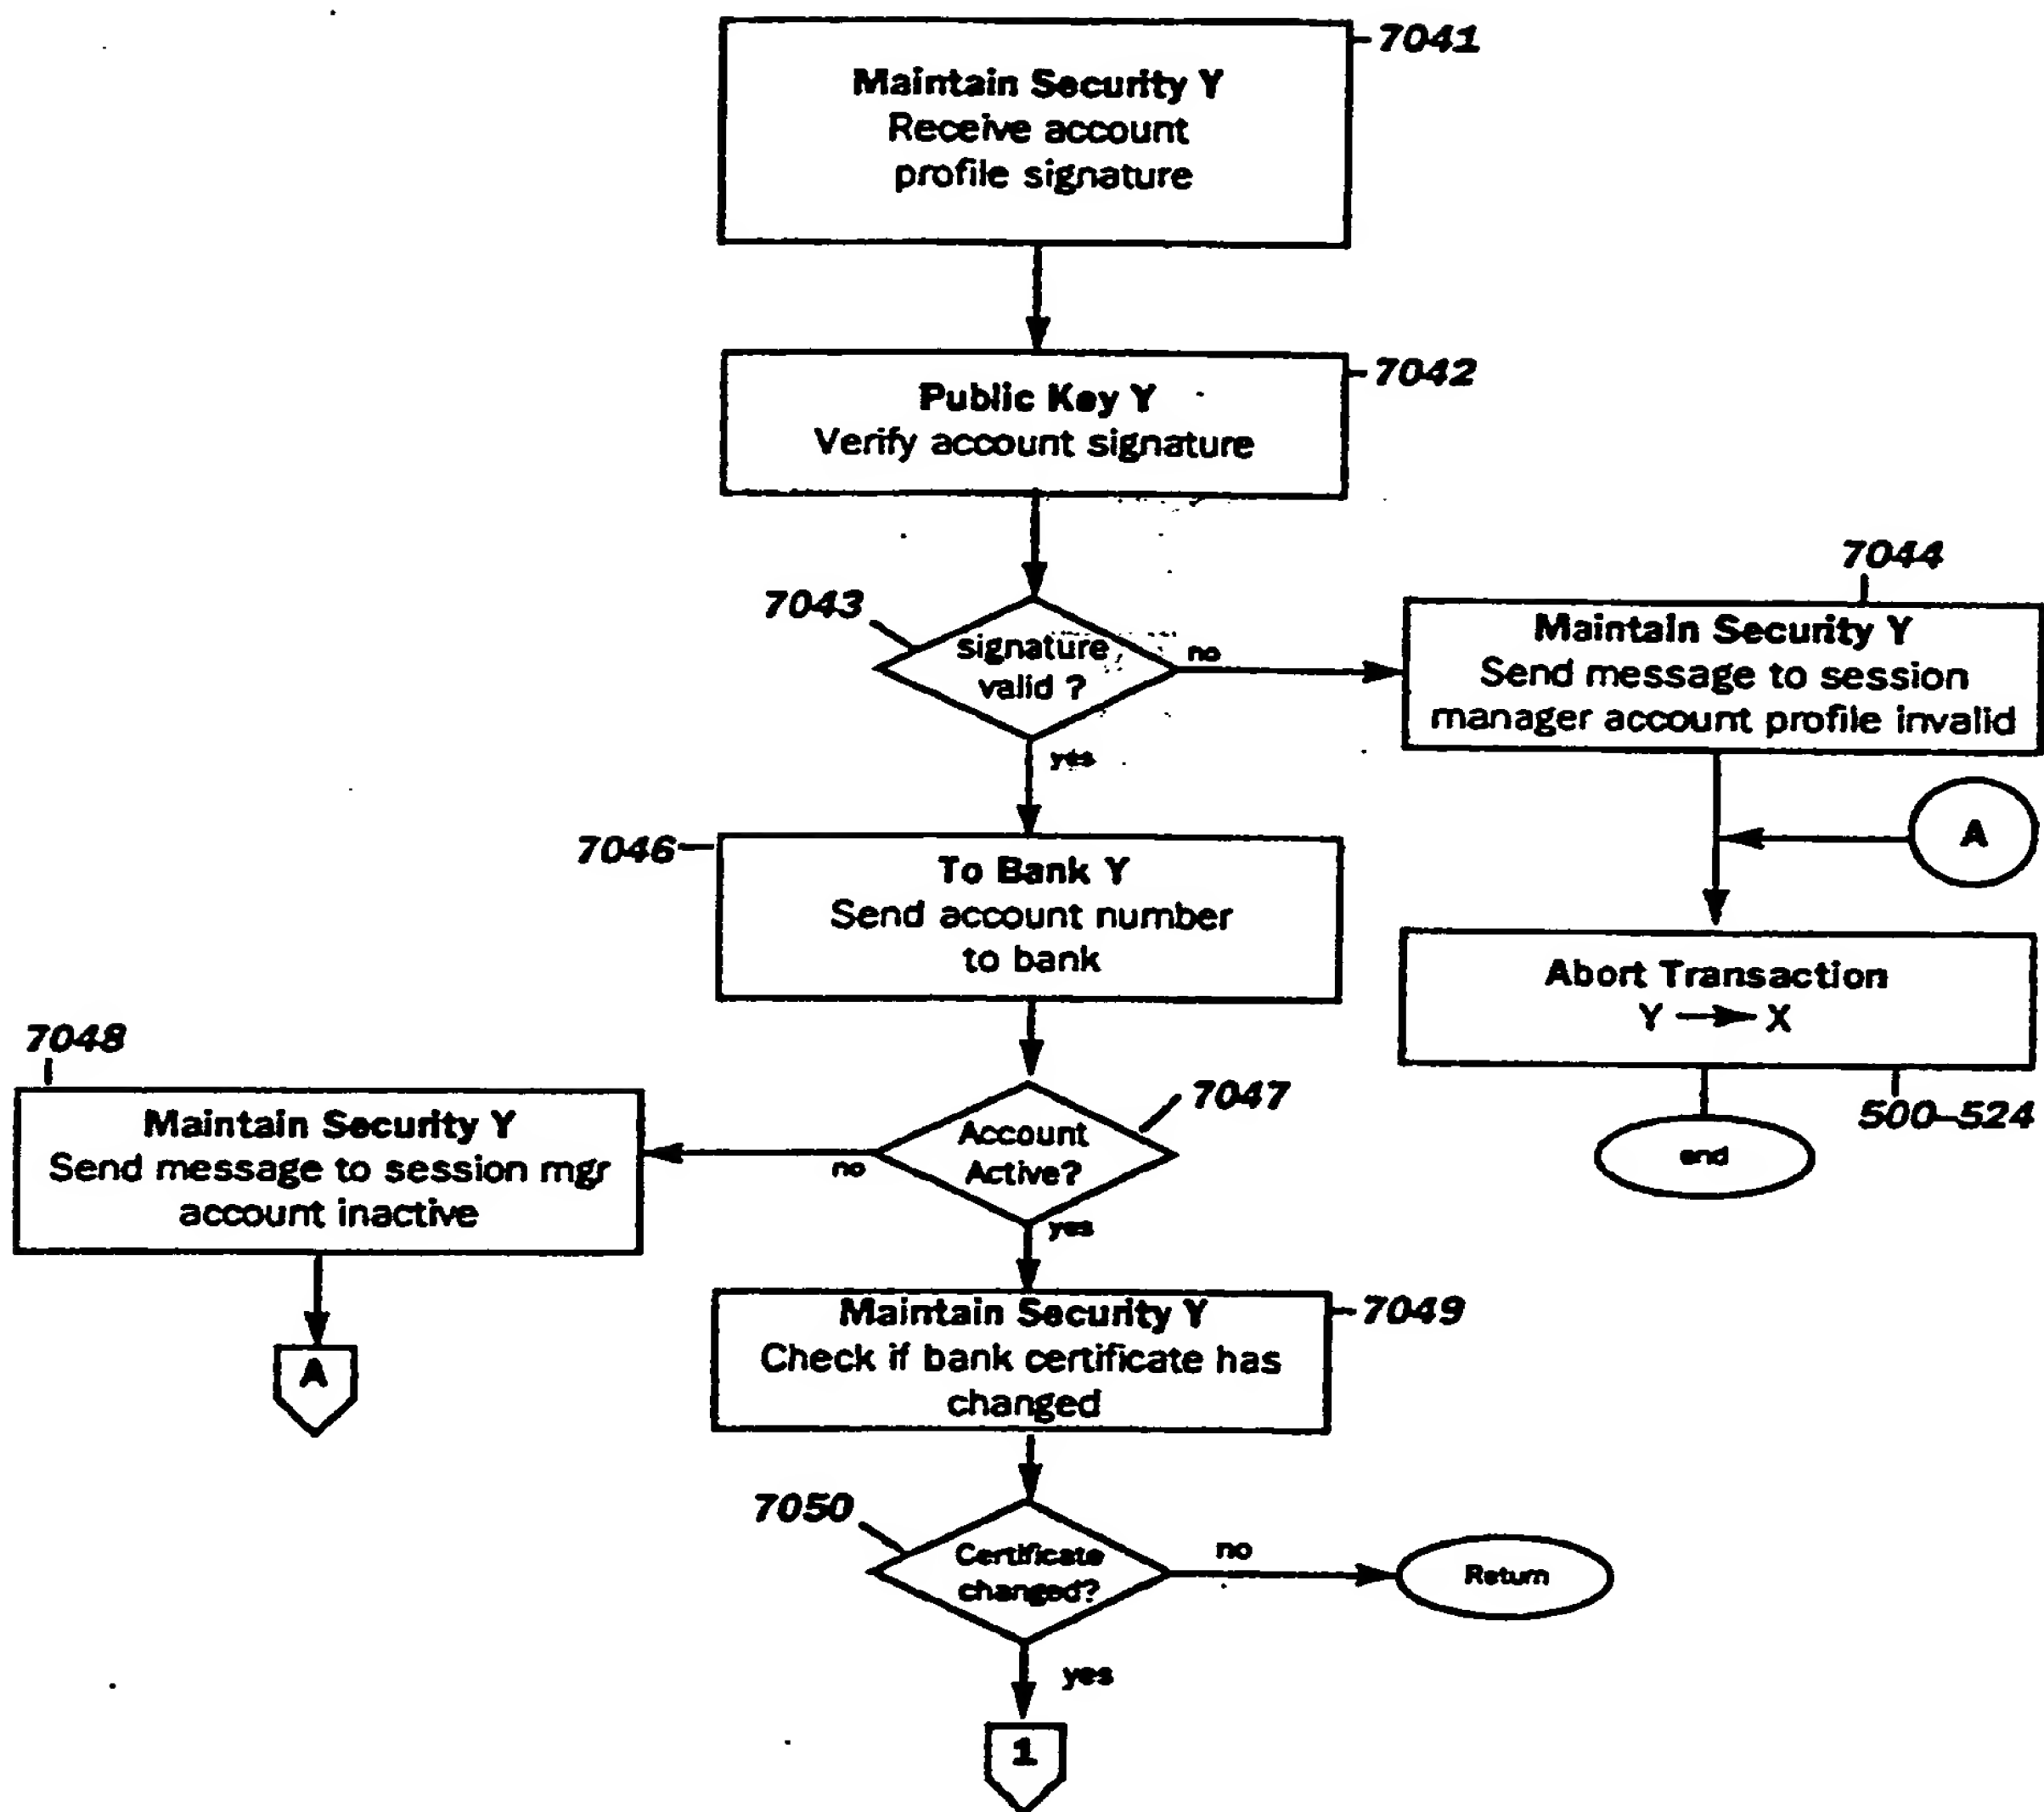 7041
Maintain Security Y
Receive account
profile signature
7042
Public Key Y
Verify account signature
7043
signature
valid ?
no
yes
7044
Maintain Security Y
Send message to session
manager account profile invalid
A
7046
To Bank Y
Send account number
to bank
Abort Transaction
Y → X
500-524
end
7048
Maintain Security Y
Send message to session mgr
account inactive
A
7047
Account
Active?
no
yes
7049
Maintain Security Y
Check if bank certificate has
changed
7050
Certificate
changed?
no
Return
yes
1